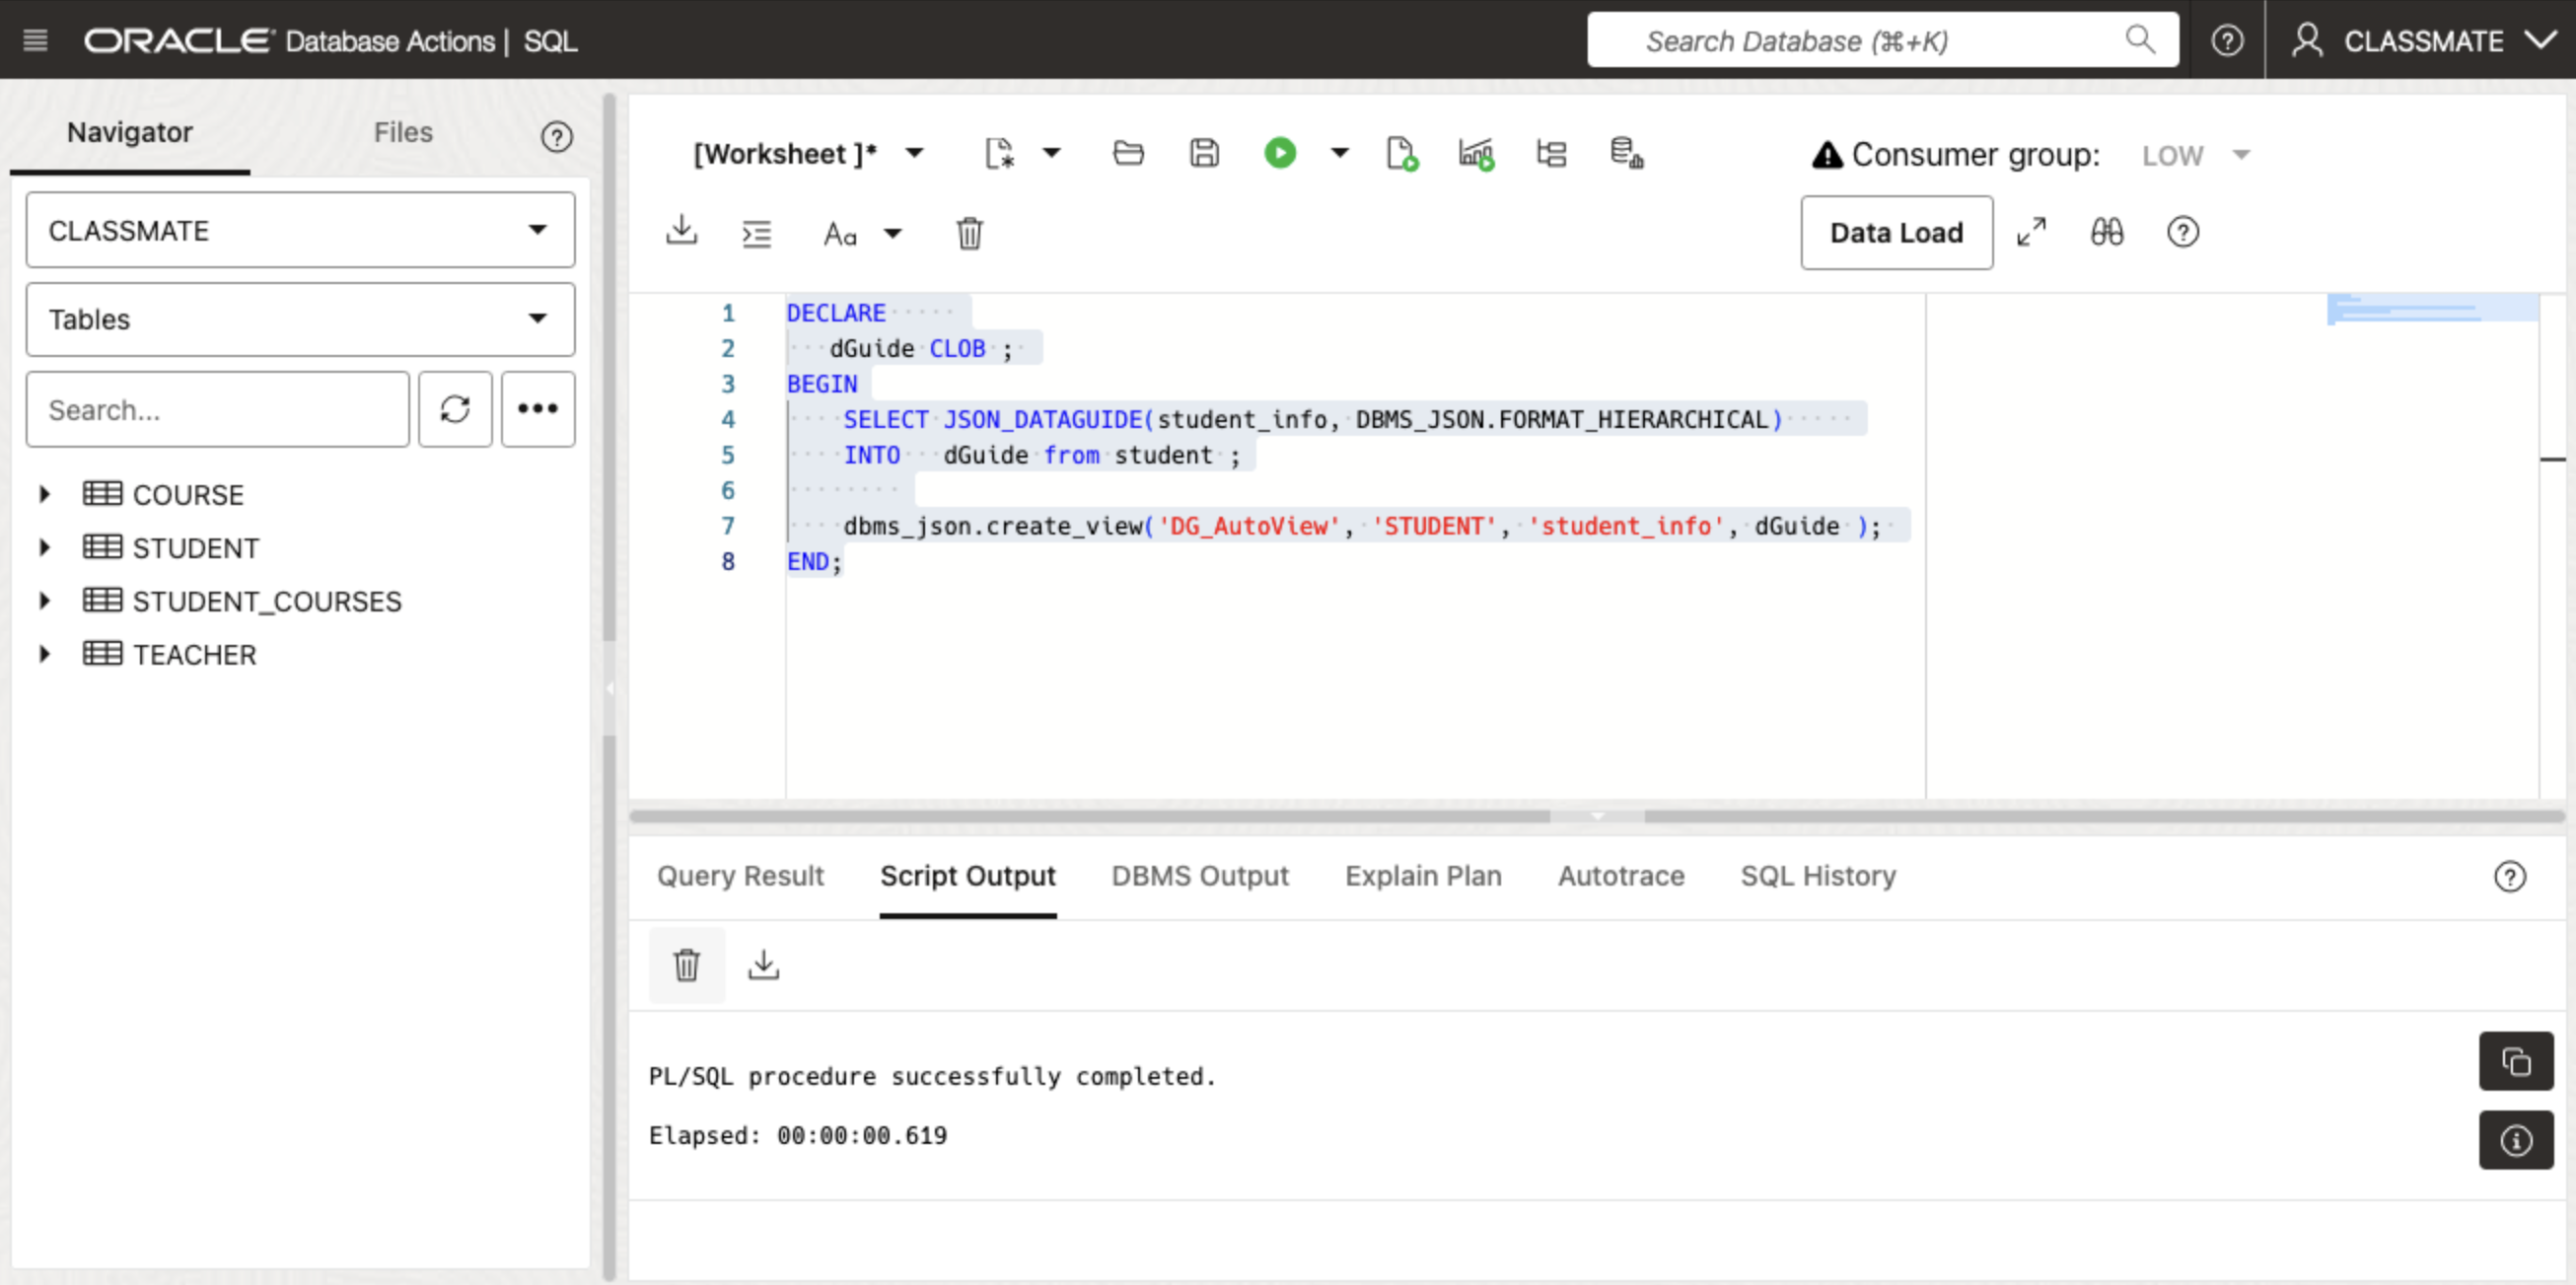 ORACLE Database Actions | SQL
Search Database (⌘+K)
CLASSMATE
Navigator
Files
CLASSMATE
Tables
Search...
COURSE
STUDENT
STUDENT_COURSES
TEACHER
[Worksheet ]*
Consumer group: LOW
Aa
Data Load
1 DECLARE
2 dGuide CLOB ;
3 BEGIN
4 SELECT JSON_DATAGUIDE(student_info, DBMS_JSON.FORMAT_HIERARCHICAL)
5 INTO dGuide from student ;
6
7 dbms_json.create_view('DG_AutoView', 'STUDENT', 'student_info', dGuide );
8 END;
Query Result Script Output DBMS Output Explain Plan Autotrace SQL History
PL/SQL procedure successfully completed.
Elapsed: 00:00:00.619